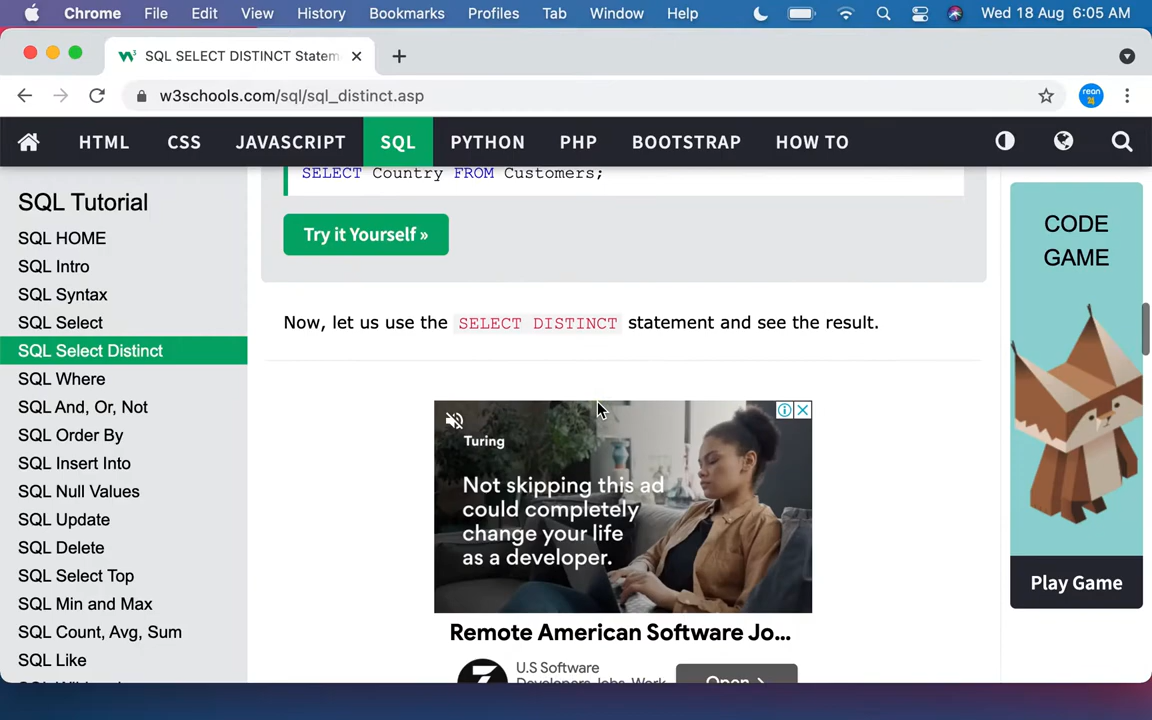 Chrome File Edit View History Bookmarks Profiles Tab Window Help Wed 18 Aug 6:05 AM
SQL SELECT DISTINCT Statem
w3schools.com/sql/sql_distinct.asp
HTML CSS JAVASCRIPT SQL PYTHON PHP BOOTSTRAP HOW TO
SQL Tutorial
SQL HOME
SQL Intro
SQL Syntax
SQL Select
SQL Select Distinct
SQL Where
SQL And, Or, Not
SQL Order By
SQL Insert Into
SQL Null Values
SQL Update
SQL Delete
SQL Select Top
SQL Min and Max
SQL Count, Avg, Sum
SQL Like
SELECT Country FROM Customers;
Try it Yourself »
Now, let us use the SELECT DISTINCT statement and see the result.
Turing
Not skipping this ad
could completely
change your life
as a developer.
Remote American Software Jo...
U.S Software
Developers Jobs, Work
Open >
CODE
GAME
Play Game